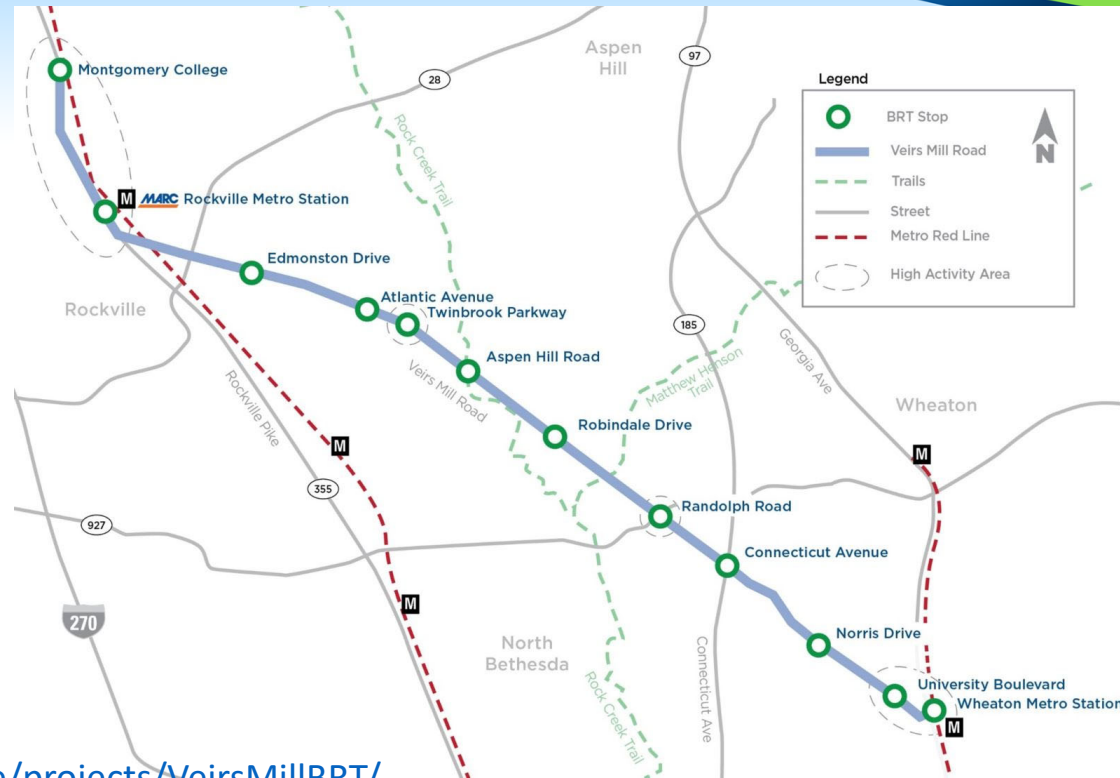 Aspen
Hill
97
Legend
BRT Stop
Veirs Mill Road
Trails
Street
Metro Red Line
High Activity Area
N
Montgomery College
28
Rock Creek Trail
M MARC Rockville Metro Station
Edmonston Drive
Rockville
Atlantic Avenue
Twinbrook Parkway
185
Aspen Hill Road
Veirs Mill Road
Rockville Pike
Matthew Henson
Trail
Georgia Ave
Wheaton
Robindale Drive
M
M
355
927
Randolph Road
Connecticut Avenue
M
270
North
Bethesda
Norris Drive
Connecticut Ave
Rock Creek Trail
University Boulevard
Wheaton Metro Station
M
/projects/VeirsMillBRT/